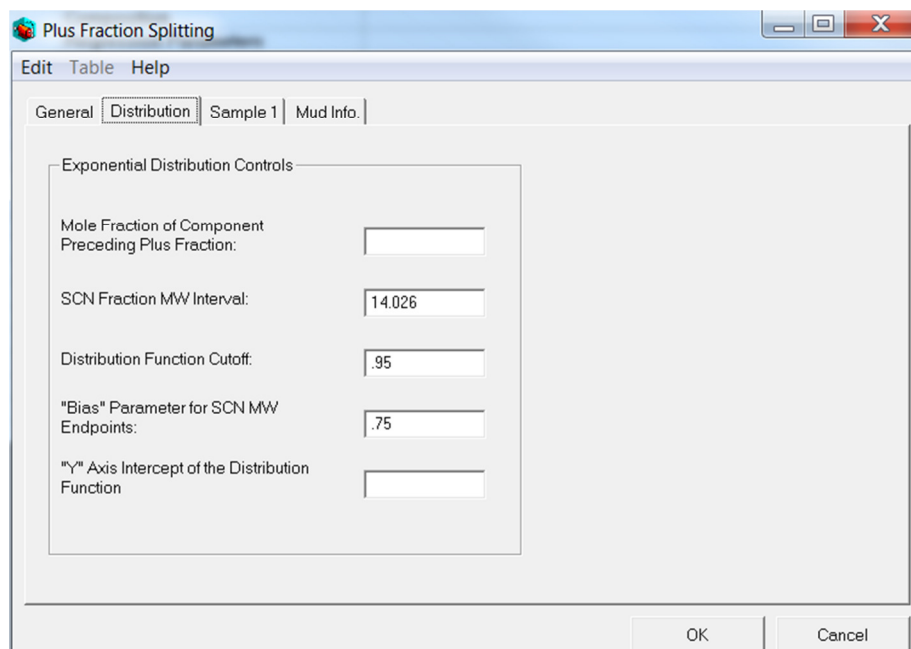 Plus Fraction Splitting
Edit Table Help
General Distribution Sample 1 Mud Info.
Exponential Distribution Controls
Mole Fraction of Component
Preceding Plus Fraction:
SCN Fraction MW Interval: 14.026
Distribution Function Cutoff: .95
"Bias" Parameter for SCN MW
Endpoints: .75
"Y" Axis Intercept of the Distribution
Function
OK Cancel